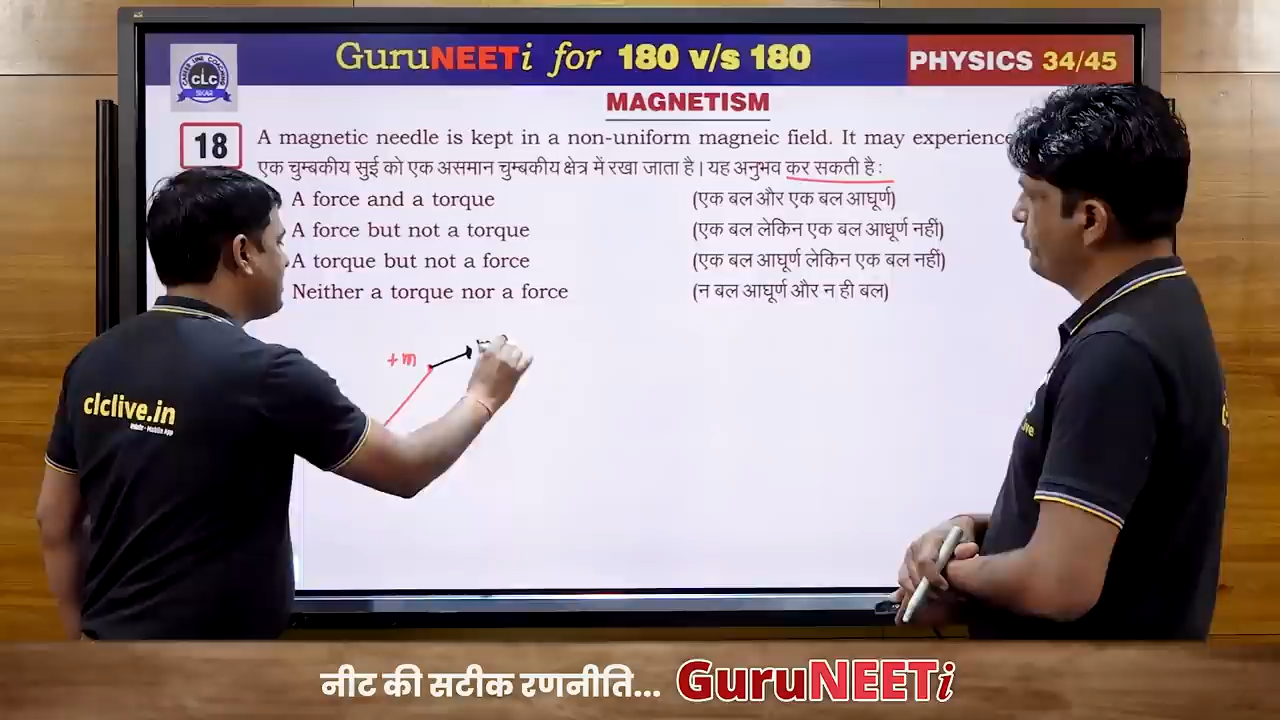 GuruNEETi for 180 v/s 180
PHYSICS 34/45
CLC
SIKAR
MAGNETISM
18
A magnetic needle is kept in a non-uniform magneic field. It may experience
एक चुम्बकीय सुई को एक असमान चुम्बकीय क्षेत्र में रखा जाता है। यह अनुभव कर सकती है:
A force and a torque (एक बल और एक बल आघूर्ण)
A force but not a torque (एक बल लेकिन एक बल आघूर्ण नहीं)
A torque but not a force (एक बल आघूर्ण लेकिन एक बल नहीं)
Neither a torque nor a force (न बल आघूर्ण और न ही बल)
+m
clclive.in
नीट की सटीक रणनीति... GuruNEETi